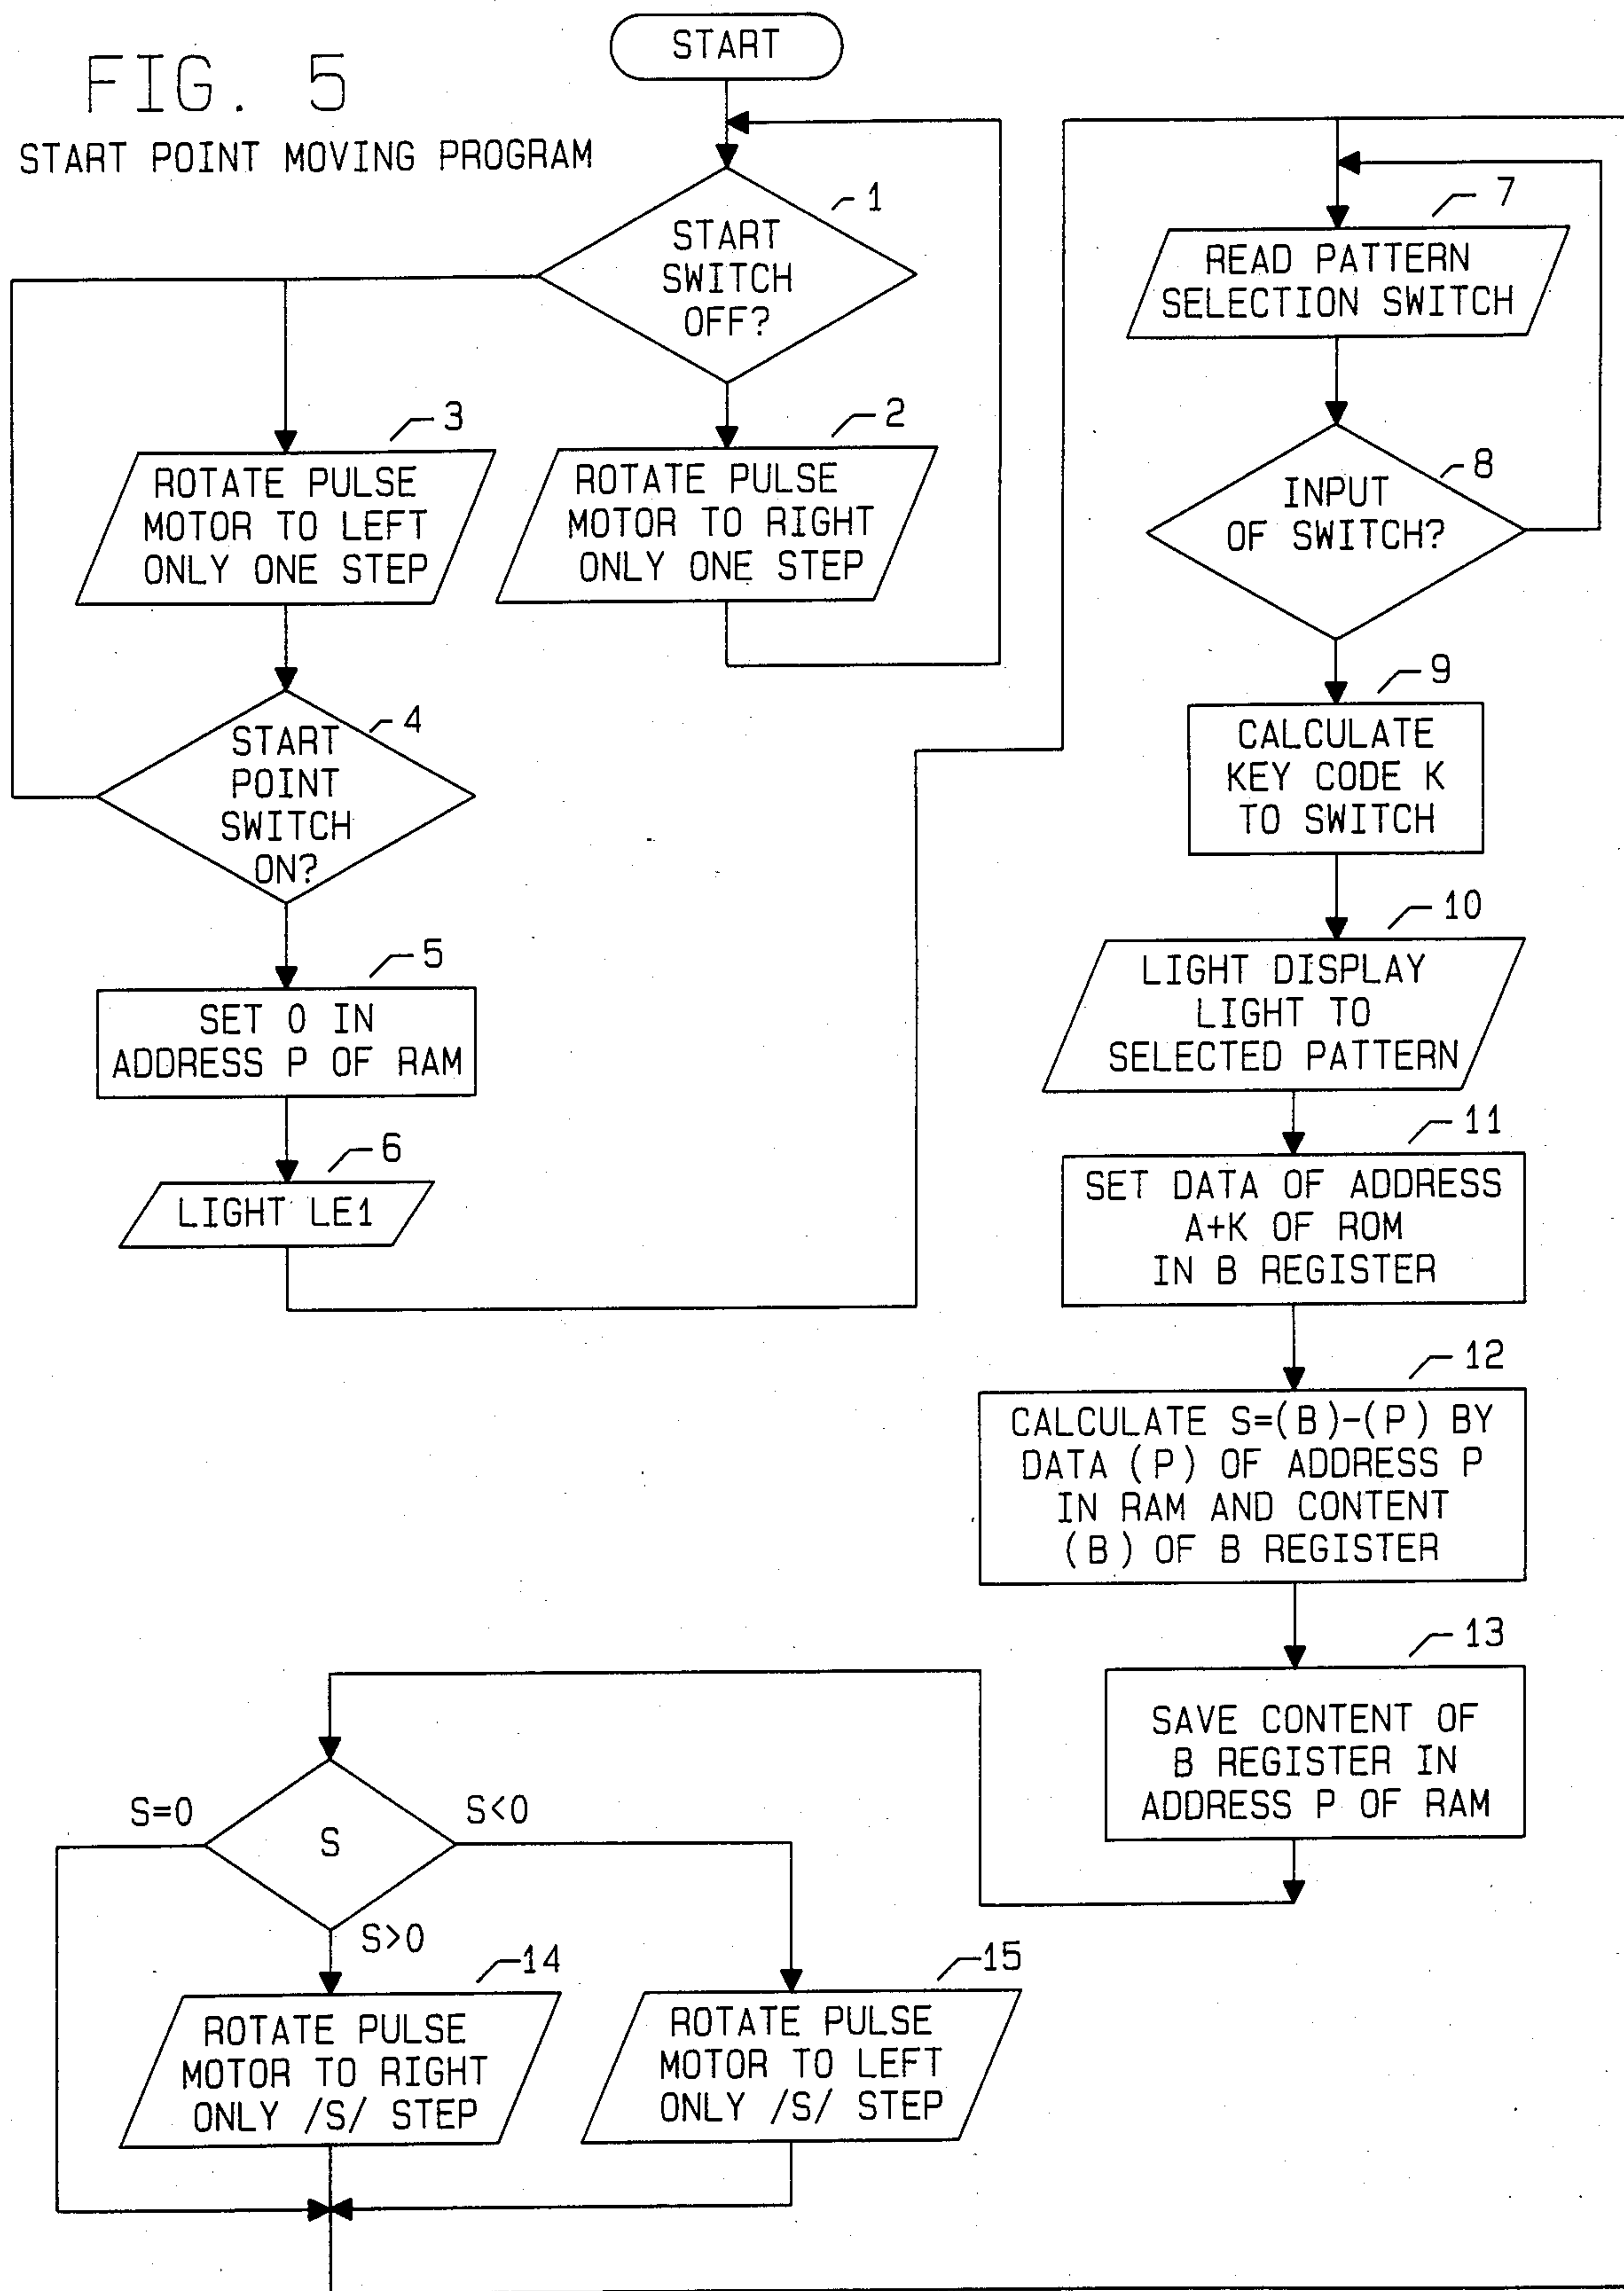 FIG. 5
START POINT MOVING PROGRAM
START
1
START
SWITCH
OFF?
2
ROTATE PULSE
MOTOR TO RIGHT
ONLY ONE STEP
3
ROTATE PULSE
MOTOR TO LEFT
ONLY ONE STEP
4
START
POINT
SWITCH
ON?
5
SET 0 IN
ADDRESS P OF RAM
6
LIGHT LE1
7
READ PATTERN
SELECTION SWITCH
8
INPUT
OF SWITCH?
9
CALCULATE
KEY CODE K
TO SWITCH
10
LIGHT DISPLAY
LIGHT TO
SELECTED PATTERN
11
SET DATA OF ADDRESS
A+K OF ROM
IN B REGISTER
12
CALCULATE S=(B)-(P) BY
DATA (P) OF ADDRESS P
IN RAM AND CONTENT
(B) OF B REGISTER
13
SAVE CONTENT OF
B REGISTER IN
ADDRESS P OF RAM
S=0
S
S<0
S>0
14
ROTATE PULSE
MOTOR TO RIGHT
ONLY /S/ STEP
15
ROTATE PULSE
MOTOR TO LEFT
ONLY /S/ STEP